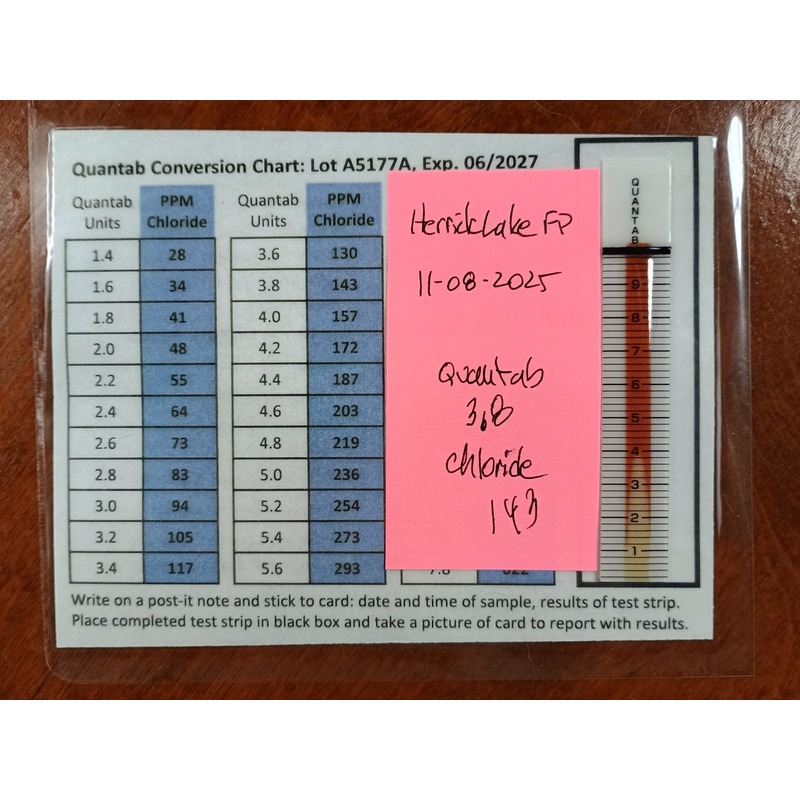 Quantab Conversion Chart: Lot A5177A, Exp. 06/2027
Quantab Units PPM Chloride Quantab Units PPM Chloride
1.4 28 3.6 130
1.6 34 3.8 143
1.8 41 4.0 157
2.0 48 4.2 172
2.2 55 4.4 187
2.4 64 4.6 203
2.6 73 4.8 219
2.8 83 5.0 236
3.0 94 5.2 254
3.2 105 5.4 273
3.4 117 5.6 293
Herrick Lake FP
11-08-2025
Quantab
3.8
chloride
143
QUANTAB
9
8
7
6
5
4
3
2
1
Write on a post-it note and stick to card: date and time of sample, results of test strip.
Place completed test strip in black box and take a picture of card to report with results.